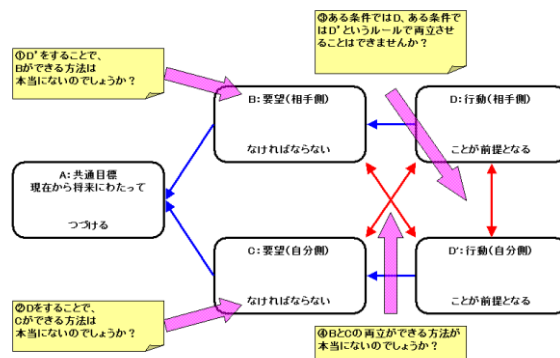 ①D'をすることで、
Bができる方法は
本当にないのでしょうか？
③ある条件ではD、ある条件で
はD'というルールで両立させ
ることはできませんか？
B：要望（相手側）
なければならない
D：行動（相手側）
ことが前提となる
A：共通目標
現在から将来にわたって
つづける
C：要望（自分側）
なければならない
D'：行動（自分側）
ことが前提となる
②Dをすることで、
Cができる方法は
本当にないのでしょうか？
④BとCの両立ができる方法が
本当にないのでしょうか？